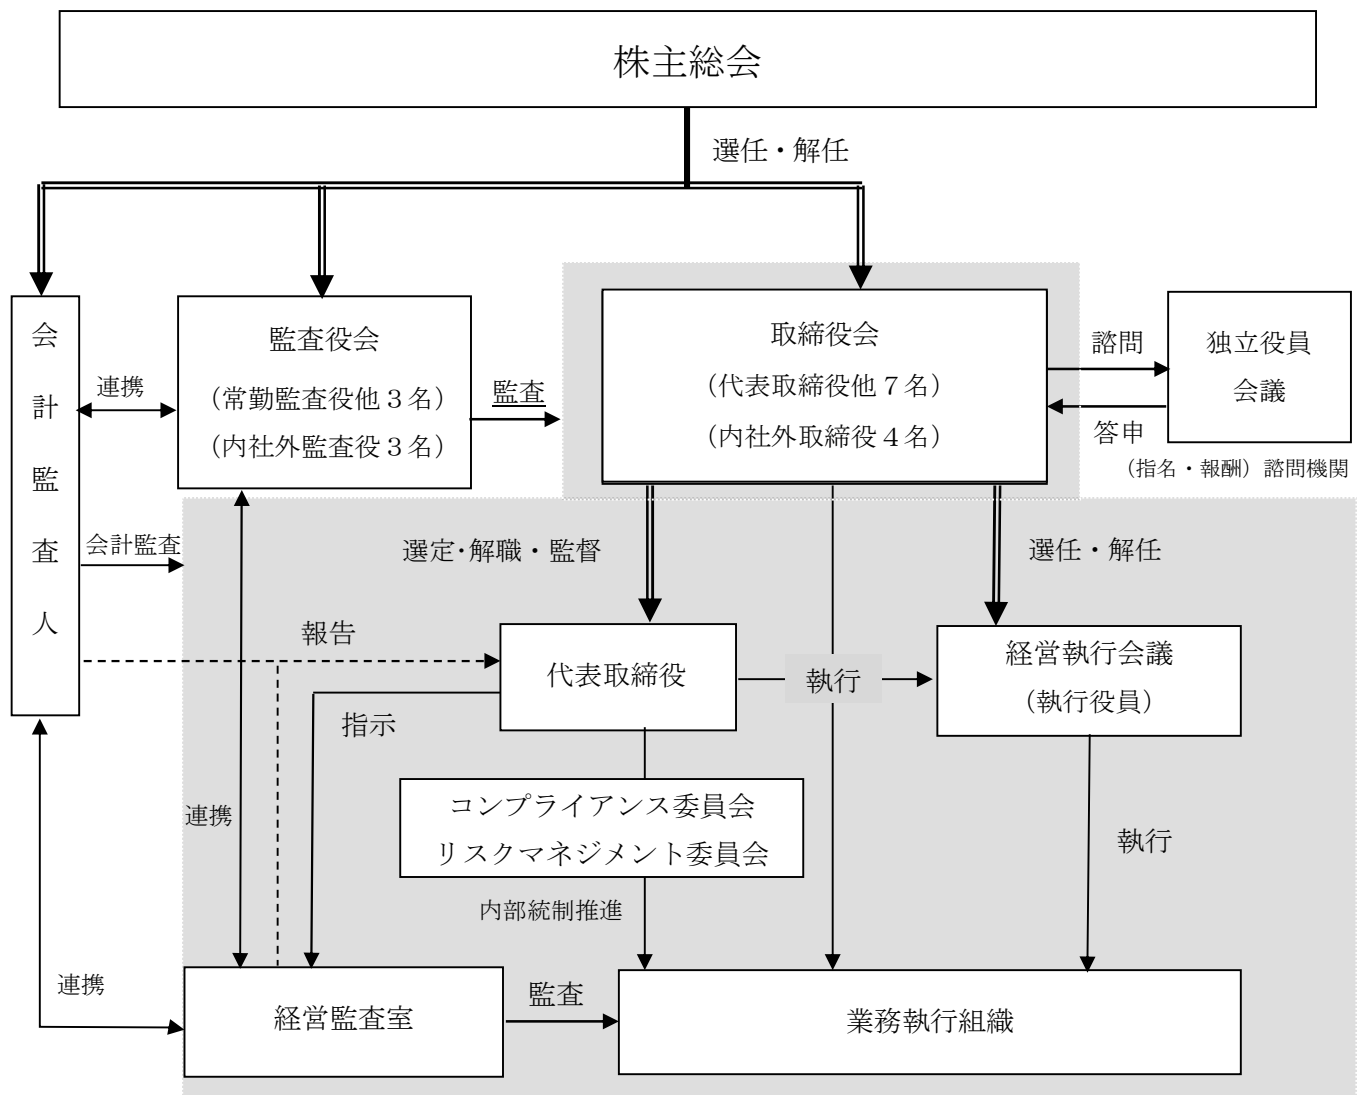 株主総会
選任・解任
会計監査人
連携
監査役会
（常勤監査役他３名）
（内社外監査役３名）
監査
取締役会
（代表取締役他７名）
（内社外取締役４名）
諮問
答申
独立役員
会議
（指名・報酬）諮問機関
会計監査
選定・解職・監督
選任・解任
報告
代表取締役
執行
経営執行会議
（執行役員）
指示
コンプライアンス委員会
リスクマネジメント委員会
連携
執行
内部統制推進
連携
経営監査室
監査
業務執行組織